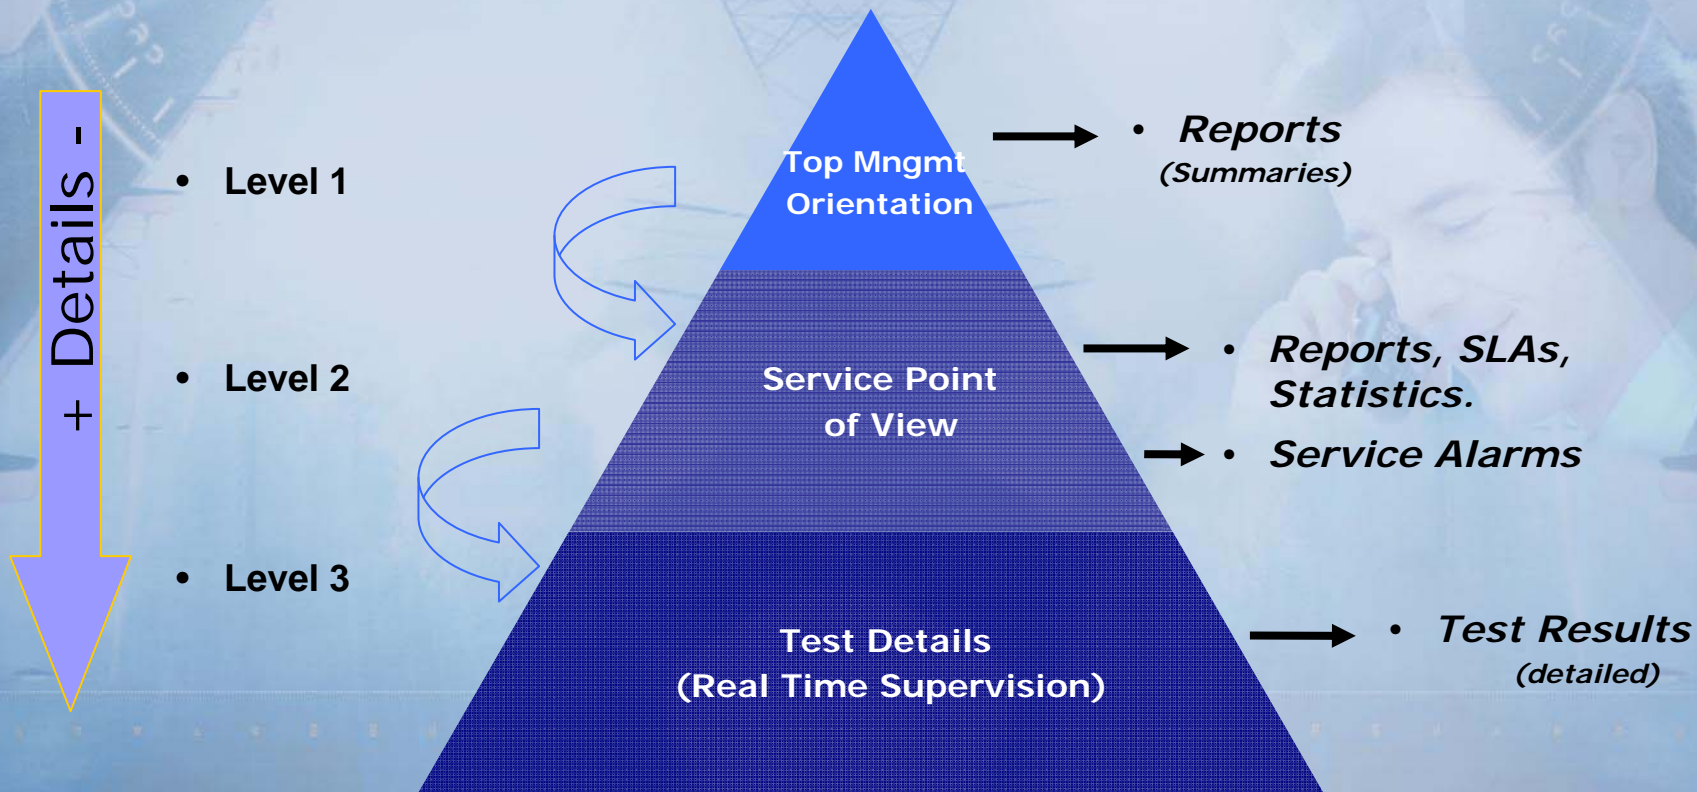 + Details -
• Level 1
• Level 2
• Level 3
Top Mngmt
Orientation
Service Point
of View
Test Details
(Real Time Supervision)
• Reports
(Summaries)
• Reports, SLAs,
Statistics.
• Service Alarms
• Test Results
(detailed)